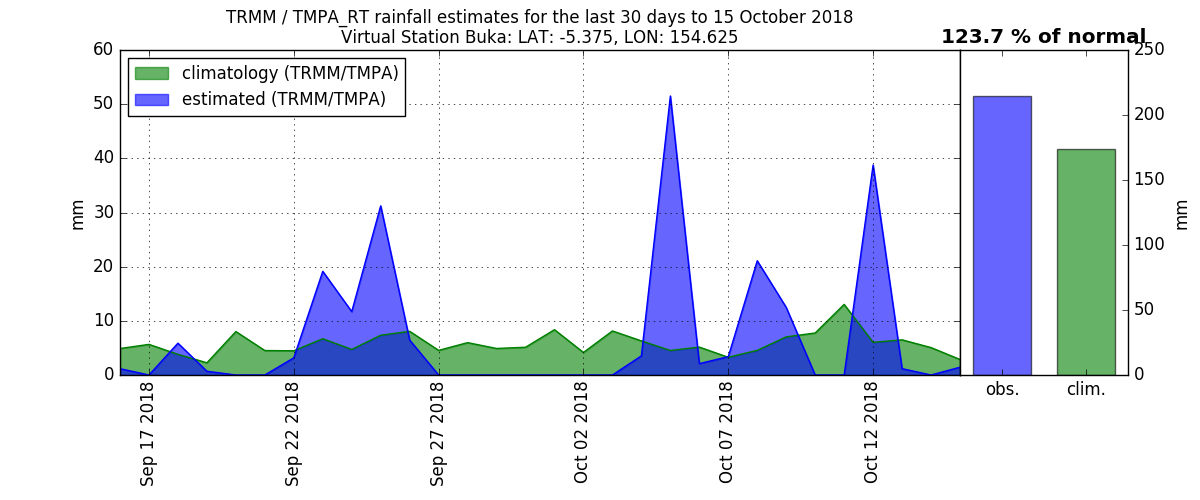 TRMM / TMPA_RT rainfall estimates for the last 30 days to 15 October 2018
Virtual Station Buka: LAT: -5.375, LON: 154.625
123.7 % of normal
climatology (TRMM/TMPA)
estimated (TRMM/TMPA)
60
50
40
30
20
10
0
mm
Sep 17 2018
Sep 22 2018
Sep 27 2018
Oct 02 2018
Oct 07 2018
Oct 12 2018
250
200
150
100
50
0
mm
obs.
clim.